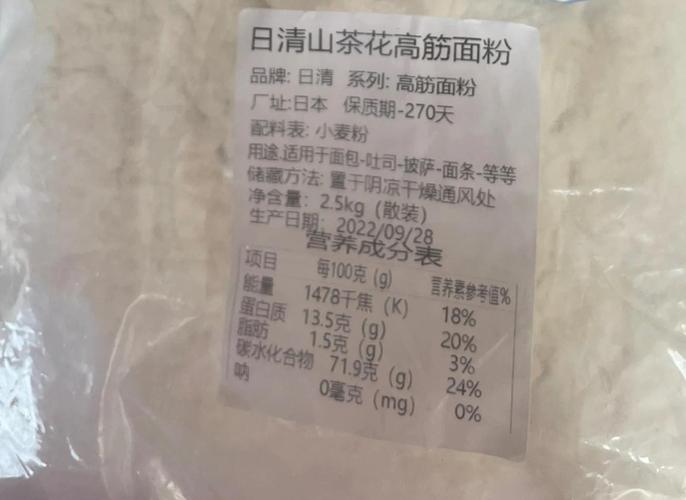 日清山茶花高筋面粉
品牌: 日清 系列: 高筋面粉
厂址:日本 保质期-270天
配料表: 小麦粉
用途.适用于面包-吐司-披萨-面条-等等
储藏方法: 置于阴凉干燥通风处
净含量: 2.5kg (散装)
生产日期: 2022/09/28
营养成分表
项目 每100克 (g) 营养素参考值%
能量 1478千焦 (K) 18%
蛋白质 13.5克 (g) 20%
脂肪 1.5克 (g) 3%
碳水化合物 71.9克 (g) 24%
呐 0毫克 (mg) 0%